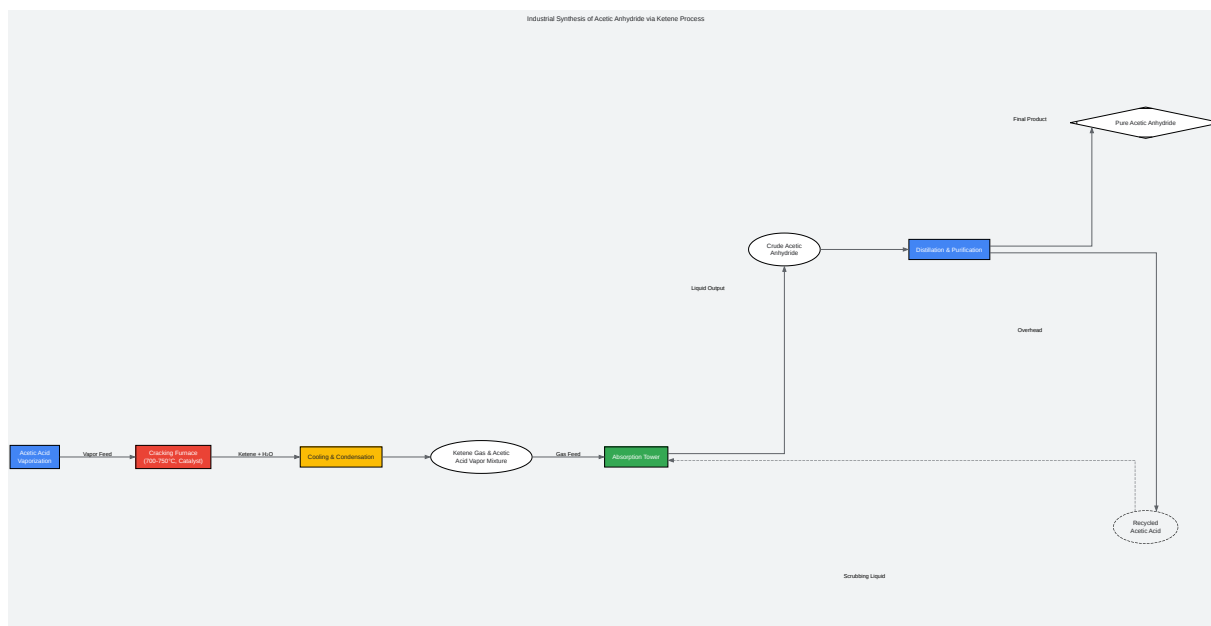 Industrial Synthesis of Acetic Anhydride via Ketene Process
Final Product
Pure Acetic Anhydride
Crude Acetic
Anhydride
Distillation & Purification
Liquid Output
Overhead
Acetic Acid
Vaporization
Vapor Feed
Cracking Furnace
(700-750°C, Catalyst)
Ketene + H₂O
Cooling & Condensation
Ketene Gas & Acetic
Acid Vapor Mixture
Gas Feed
Absorption Tower
Recycled
Acetic Acid
Scrubbing Liquid